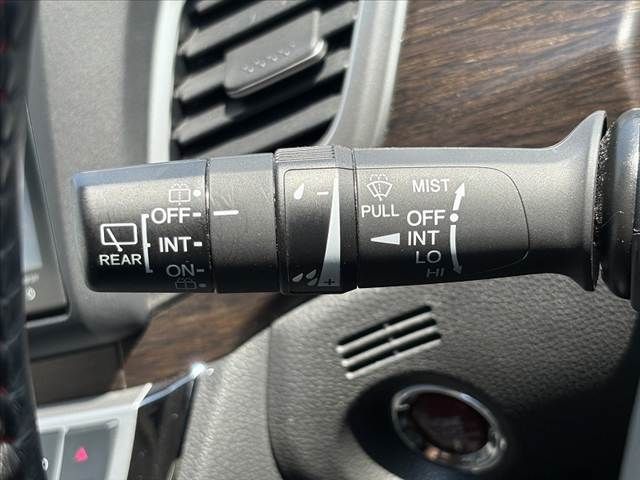 REAR
OFF
INT
ON
− 
+
PULL
MIST
OFF
INT
LO
HI